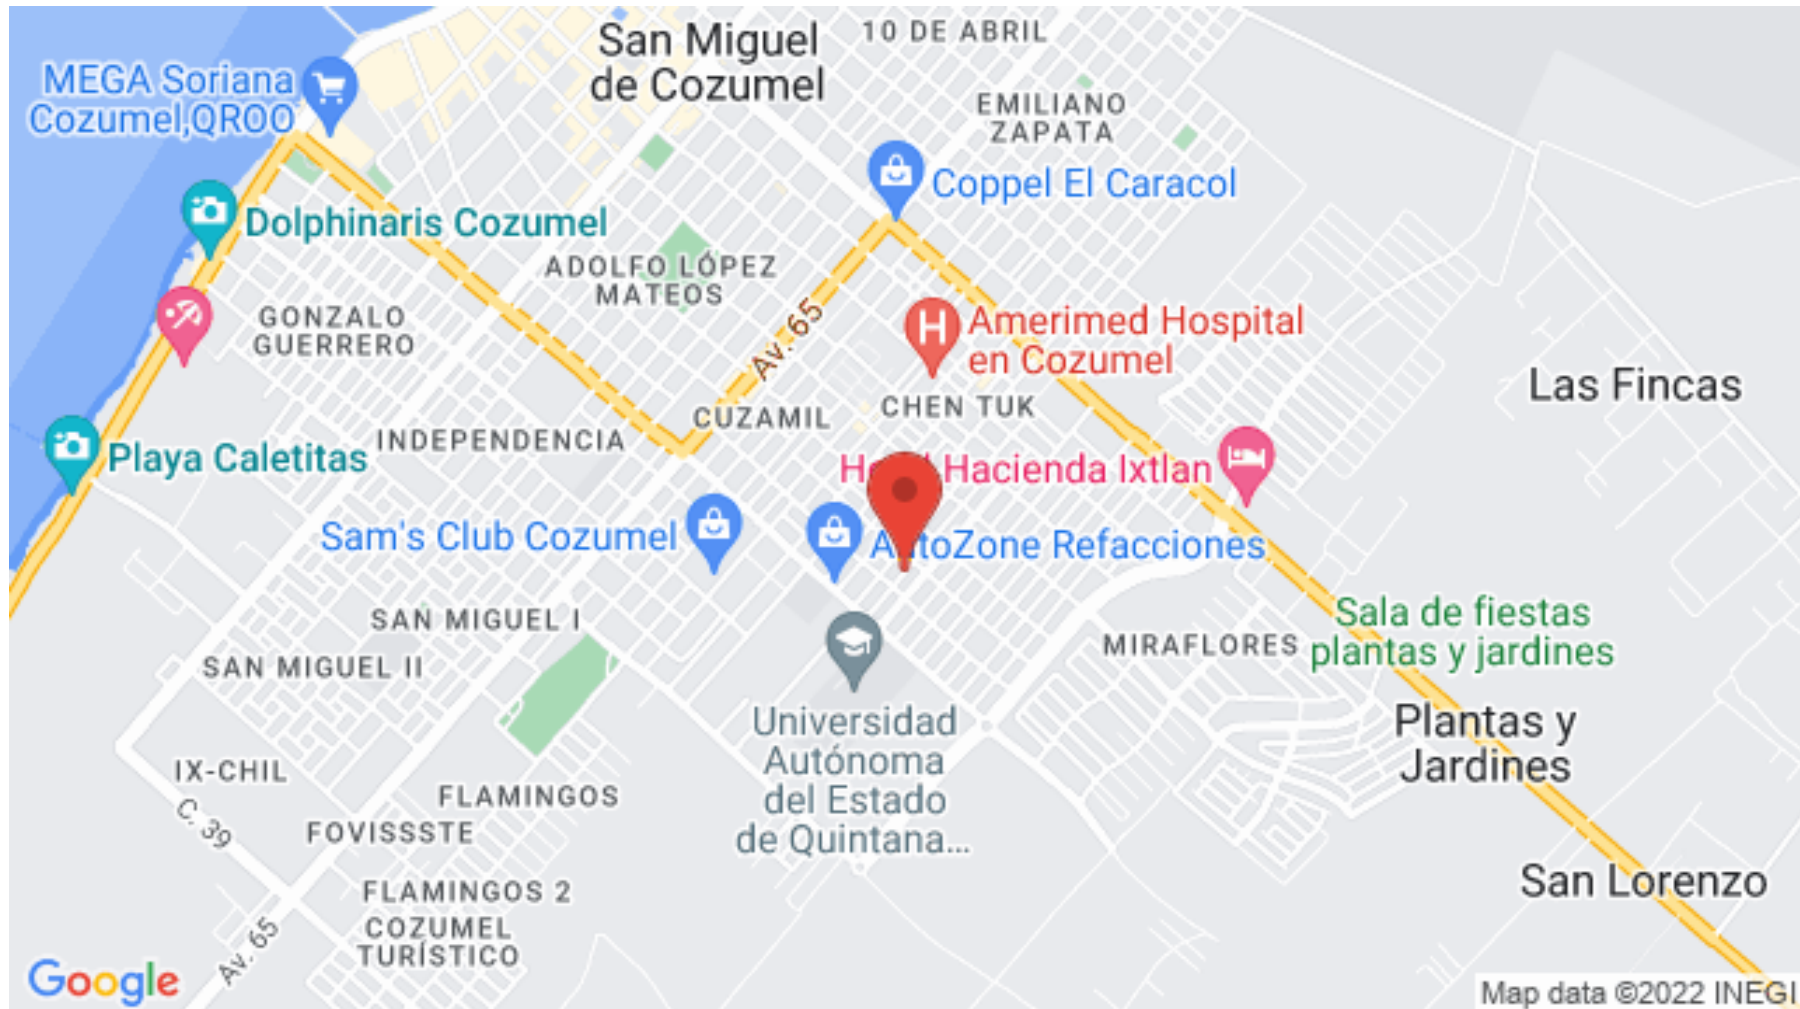 San Miguel
de Cozumel
10 DE ABRIL
MEGA Soriana
Cozumel,QROO
EMILIANO
ZAPATA
Coppel El Caracol
Dolphinaris Cozumel
ADOLFO LÓPEZ
MATEOS
GONZALO
GUERRERO
Av. 65
H
Amerimed Hospital
en Cozumel
Las Fincas
CUZAMIL
CHEN TUK
INDEPENDENCIA
Playa Caletitas
Hacienda Ixtlan
Sam's Club Cozumel
AutoZone Refacciones
SAN MIGUEL I
Sala de fiestas
plantas y jardines
MIRAFLORES
SAN MIGUEL II
Universidad
Autónoma
del Estado
de Quintana...
Plantas y
Jardines
IX-CHIL
FLAMINGOS
C. 39
FOVISSSTE
San Lorenzo
FLAMINGOS 2
COZUMEL
TURÍSTICO
Av. 65
Google
Map data ©2022 INEGI